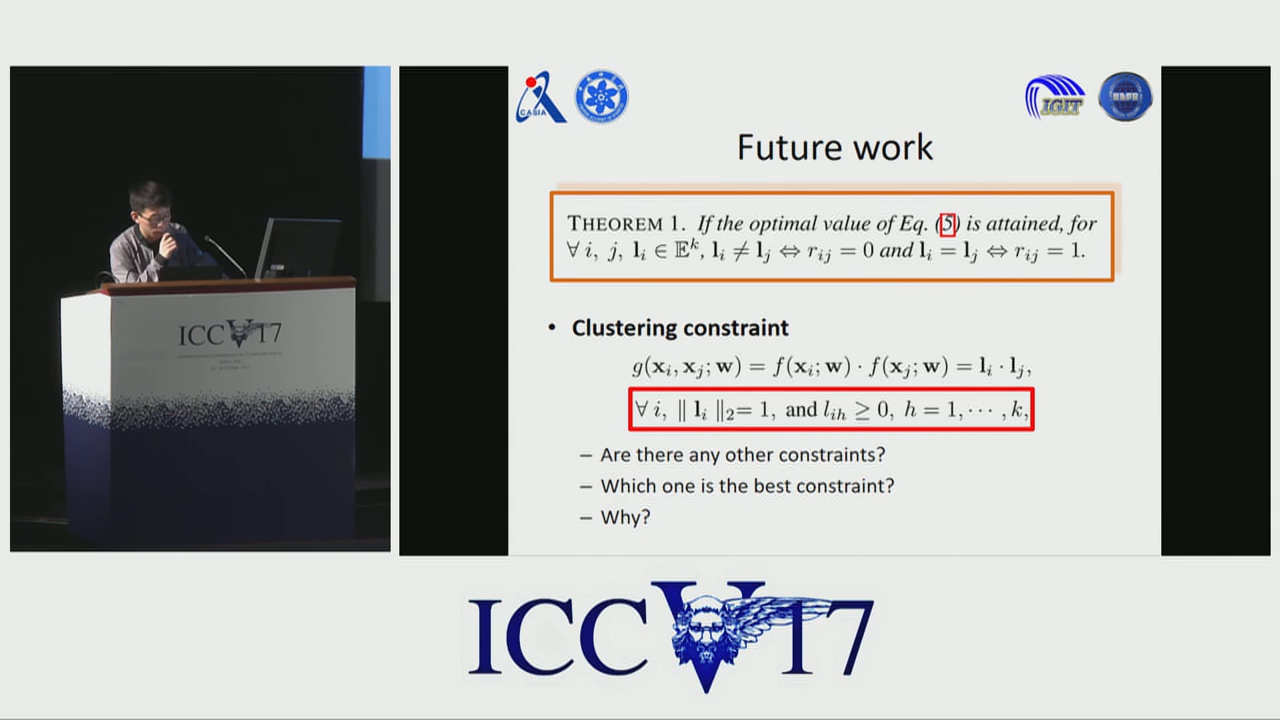 CASIA
IGIT
Future work
THEOREM 1. If the optimal value of Eq. (5) is attained, for
∀ i, j, l_i ∈ 𝔼^k, l_i ≠ l_j ⇔ r_ij = 0 and l_i = l_j ⇔ r_ij = 1.
• Clustering constraint
g(x_i, x_j; w) = f(x_i; w) · f(x_j; w) = l_i · l_j,
∀ i, ‖ l_i ‖_2= 1, and l_ih ≥ 0, h = 1, ··· , k,
– Are there any other constraints?
– Which one is the best constraint?
– Why?
ICCV17
ICCV17